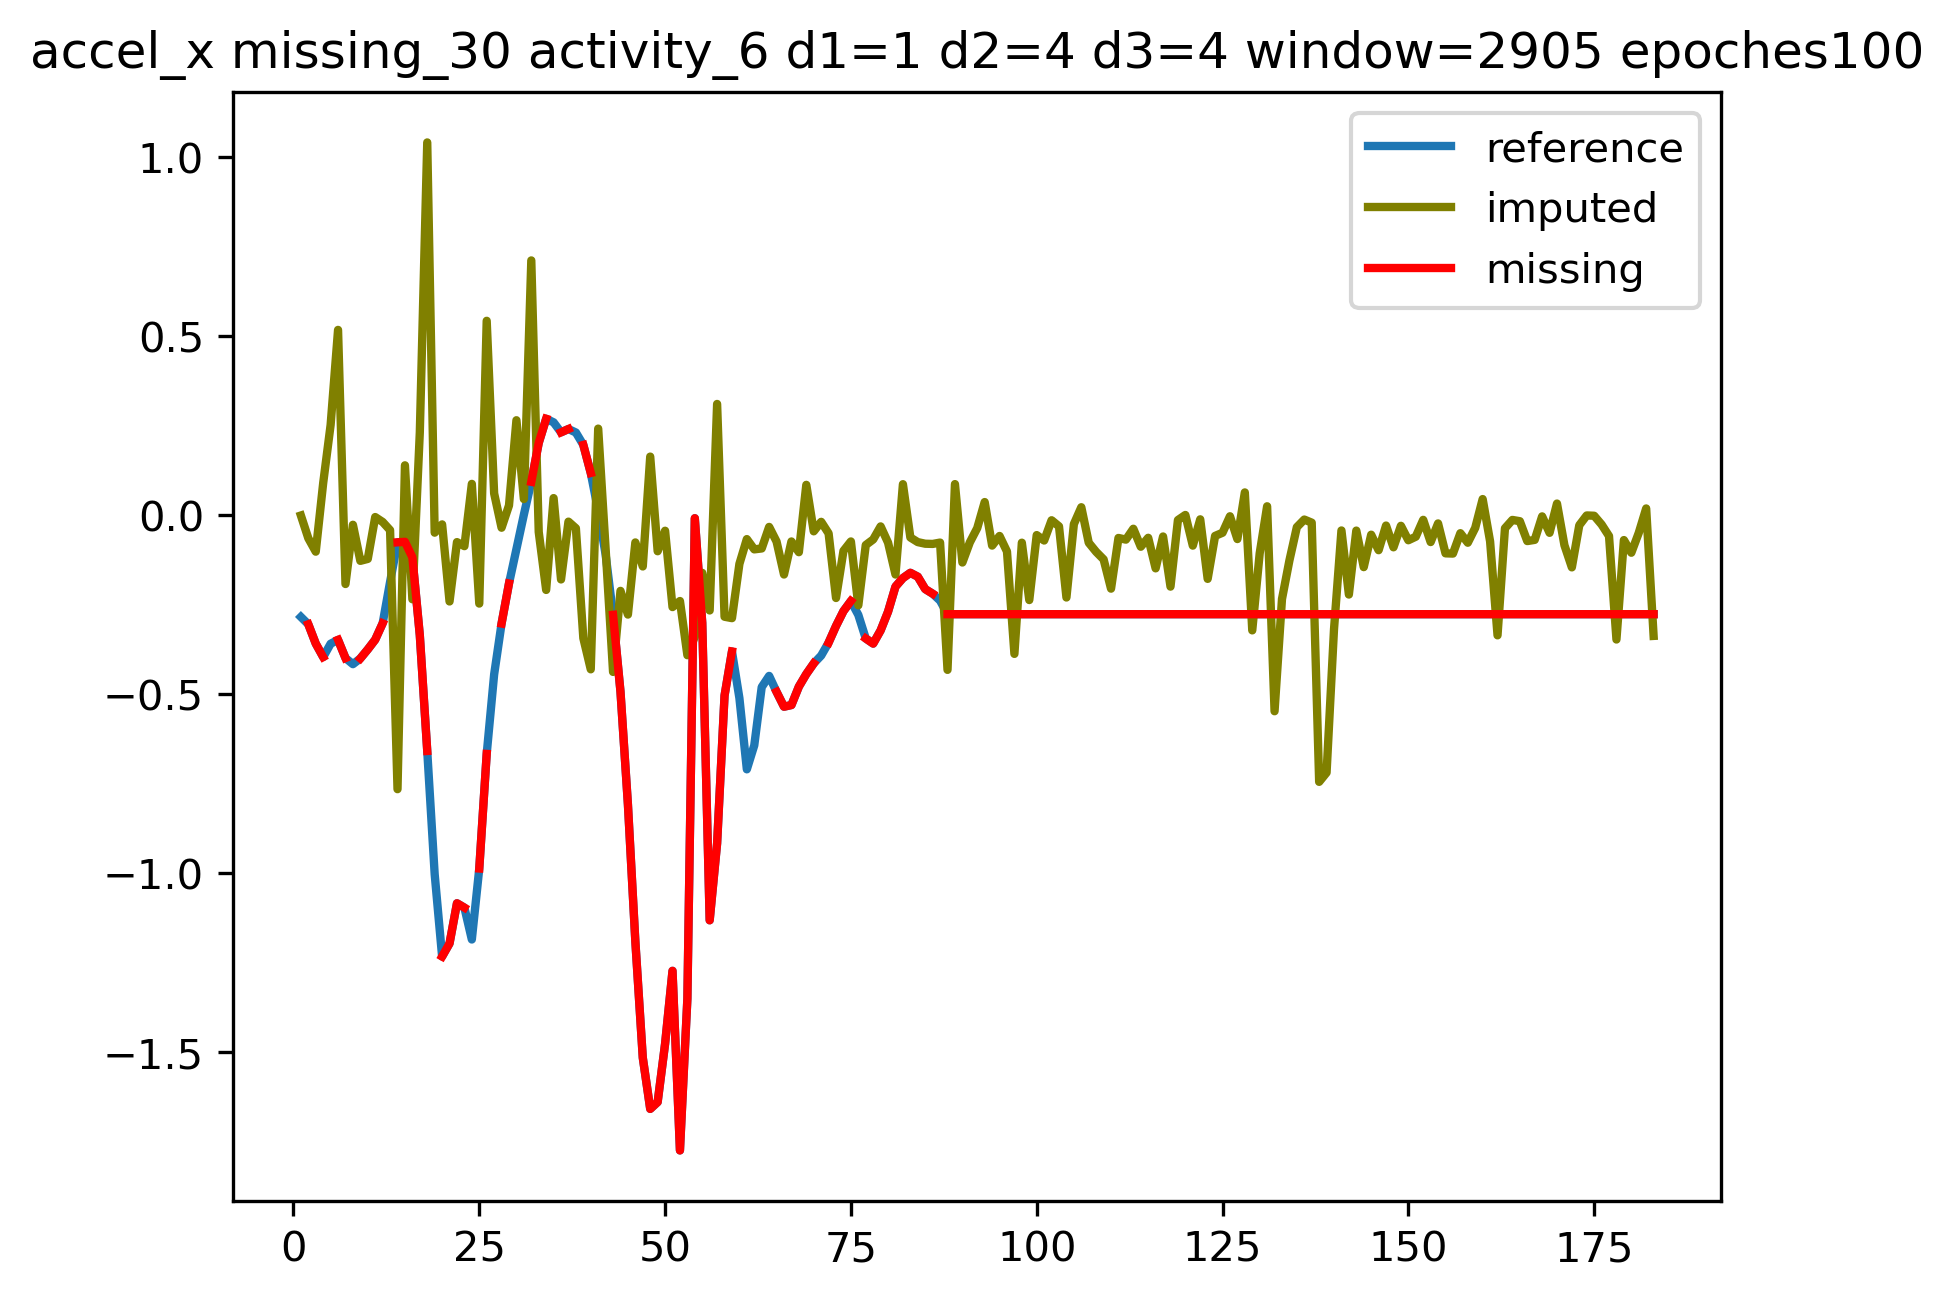 accel_x missing_30 activity_6 d1=1 d2=4 d3=4 window=2905 epoches100
reference
imputed
missing
1.0
0.5
0.0
−0.5
−1.0
−1.5
0 25 50 75 100 125 150 175